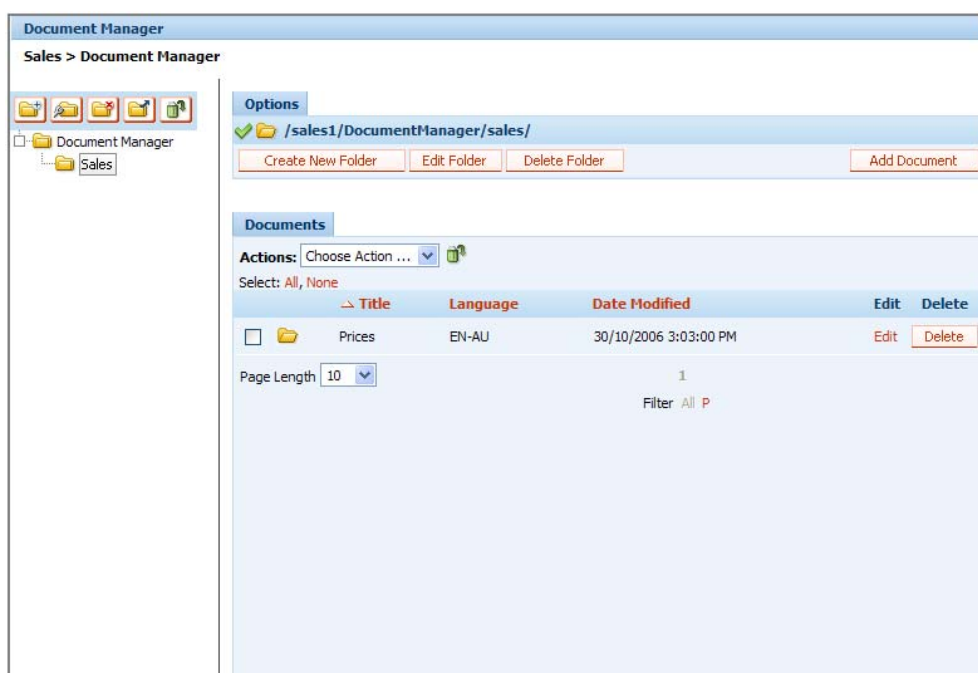 Document Manager
Sales > Document Manager
Document Manager
Sales
Options
/sales1/DocumentManager/sales/
Create New Folder Edit Folder Delete Folder Add Document
Documents
Actions: Choose Action ...
Select: All, None
Title Language Date Modified Edit Delete
Prices EN-AU 30/10/2006 3:03:00 PM Edit Delete
Page Length 10 1
Filter All P